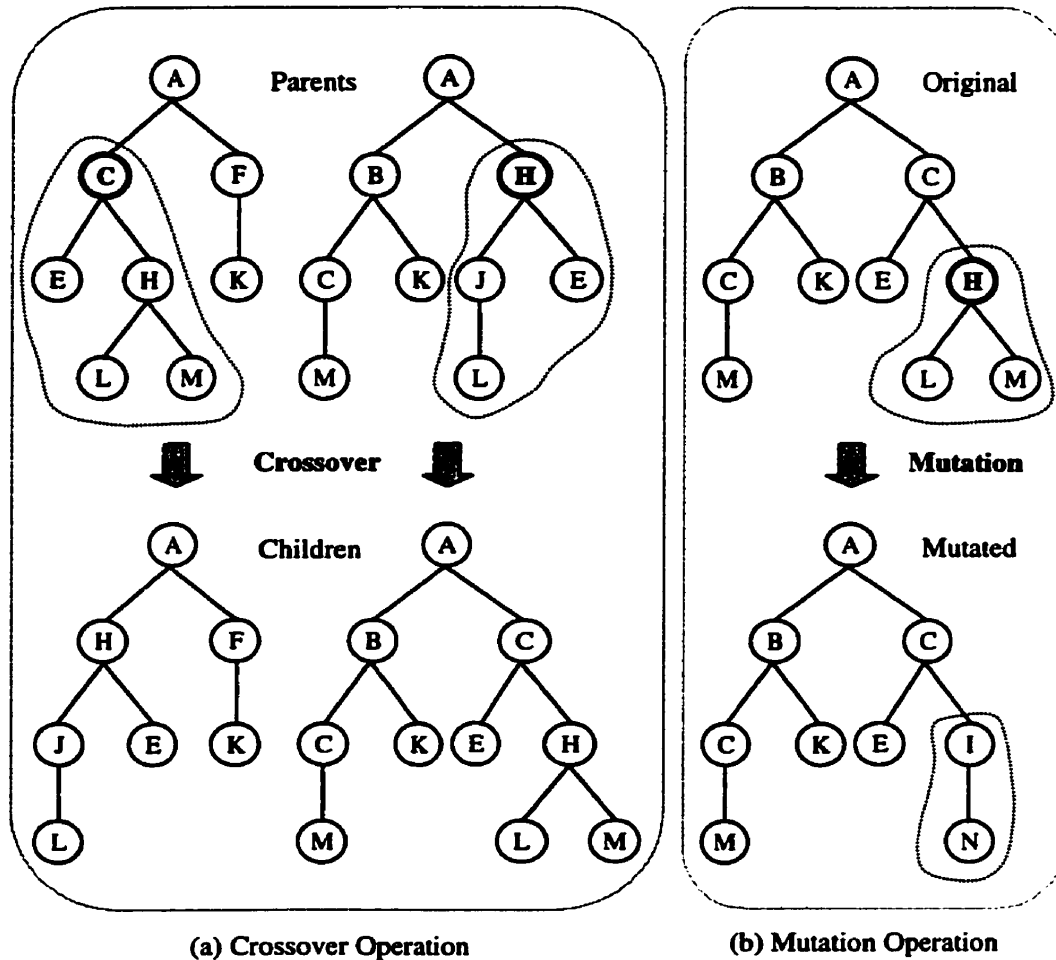 A Parents A
C F B H
E H K C K J E
L M M L
Crossover
A Children A
H F B C
J E K C K E H
L M L M
(a) Crossover Operation
A Original
B C
C K E H
M L M
Mutation
A Mutated
B C
C K E I
M N
(b) Mutation Operation